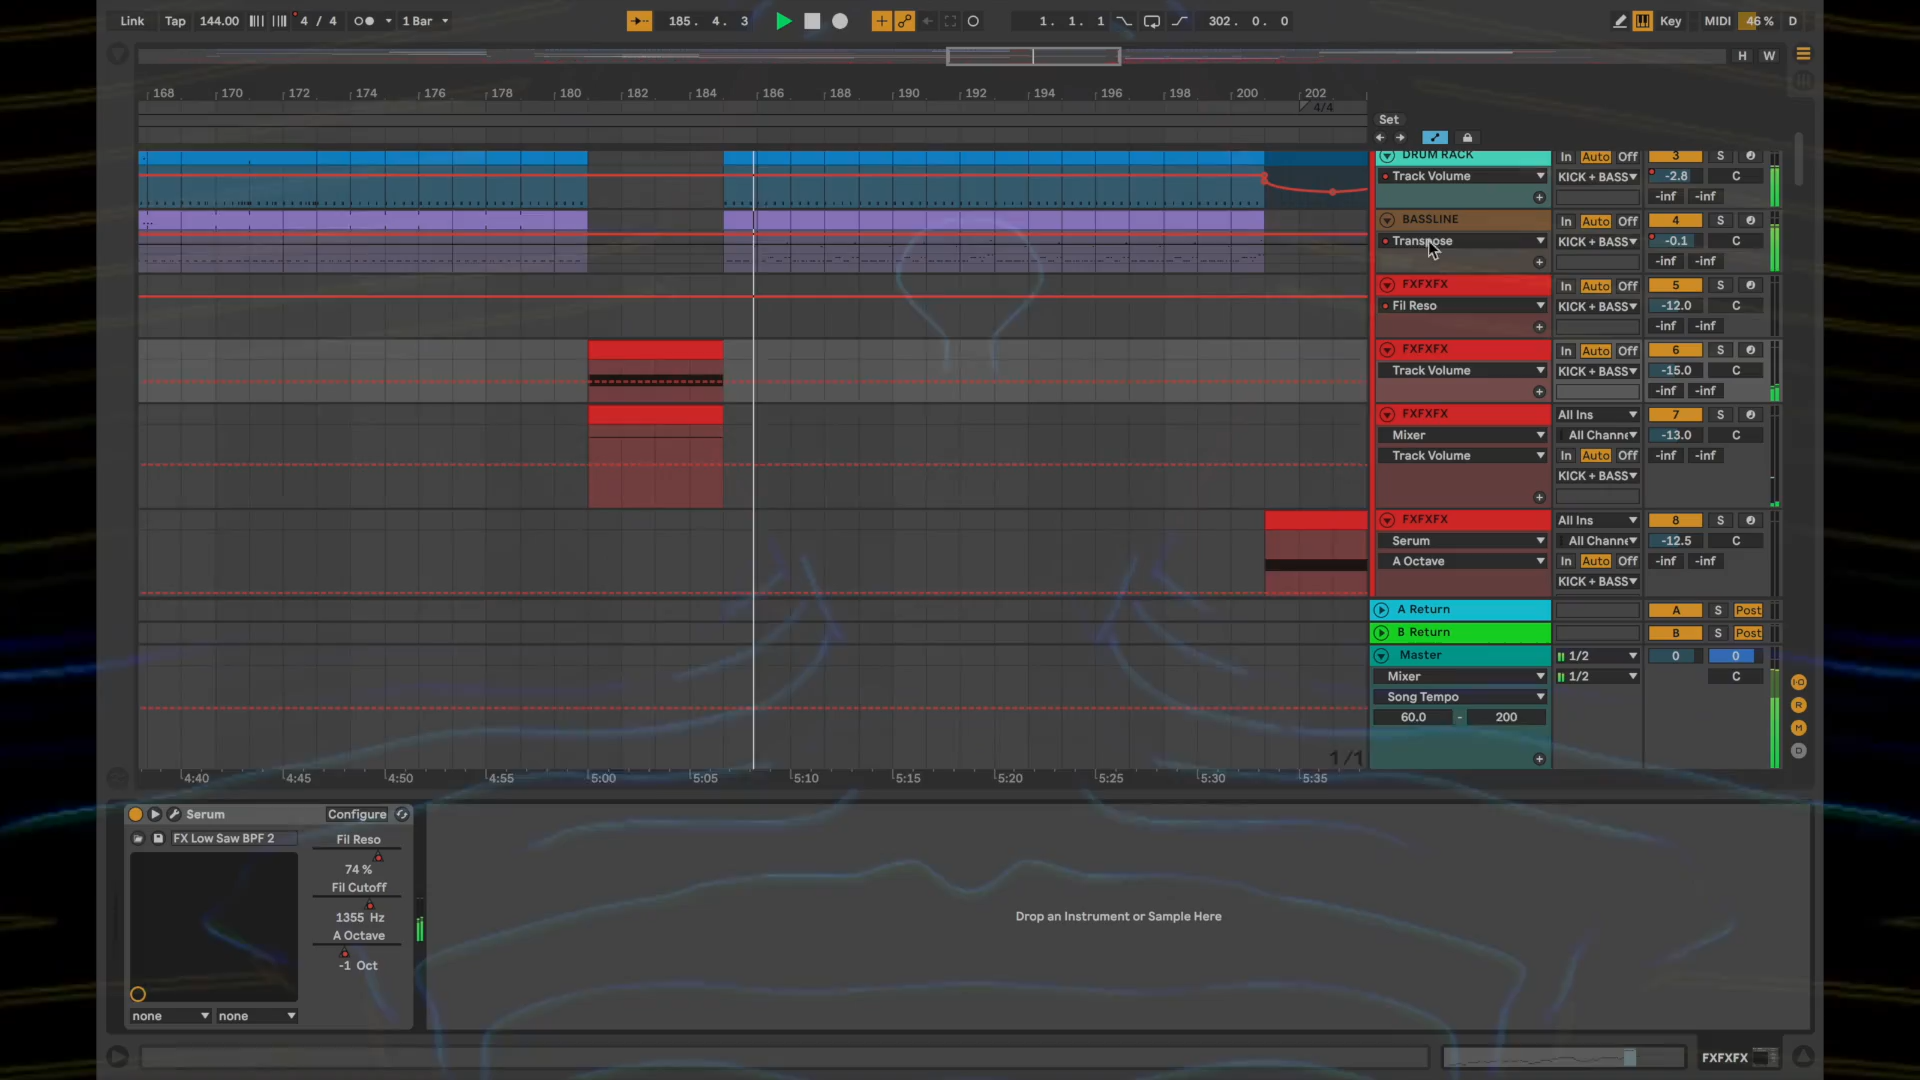 Link Tap 144.00 4 / 4 1 Bar 185. 4. 3 1. 1. 1 302. 0. 0 Key MIDI 46 % D
H W
168 170 172 174 176 178 180 182 184 186 188 190 192 194 196 198 200 202
4/4
Set
DRUM RACK In Auto Off 3 S
Track Volume KICK + BASS -2.8 C
-inf -inf
BASSLINE In Auto Off 4 S
Transpose KICK + BASS -0.1 C
-inf -inf
FXFXFX In Auto Off 5 S
Fil Reso KICK + BASS -12.0 C
-inf -inf
FXFXFX In Auto Off 6 S
Track Volume KICK + BASS -15.0 C
-inf -inf
FXFXFX All Ins 7 S
Mixer All Channe -13.0 C
Track Volume In Auto Off -inf -inf
KICK + BASS
FXFXFX All Ins 8 S
Serum All Channe -12.5 C
A Octave In Auto Off -inf -inf
KICK + BASS
A Return A S Post
B Return B S Post
Master 1/2 0 0
Mixer 1/2 C
Song Tempo
60.0 - 200
1/1
4:40 4:45 4:50 4:55 5:00 5:05 5:10 5:15 5:20 5:25 5:30 5:35
I·O
R
M
D
Serum Configure
FX Low Saw BPF 2 Fil Reso
74 %
Fil Cutoff
1355 Hz
A Octave
-1 Oct
none none
Drop an Instrument or Sample Here
FXFXFX